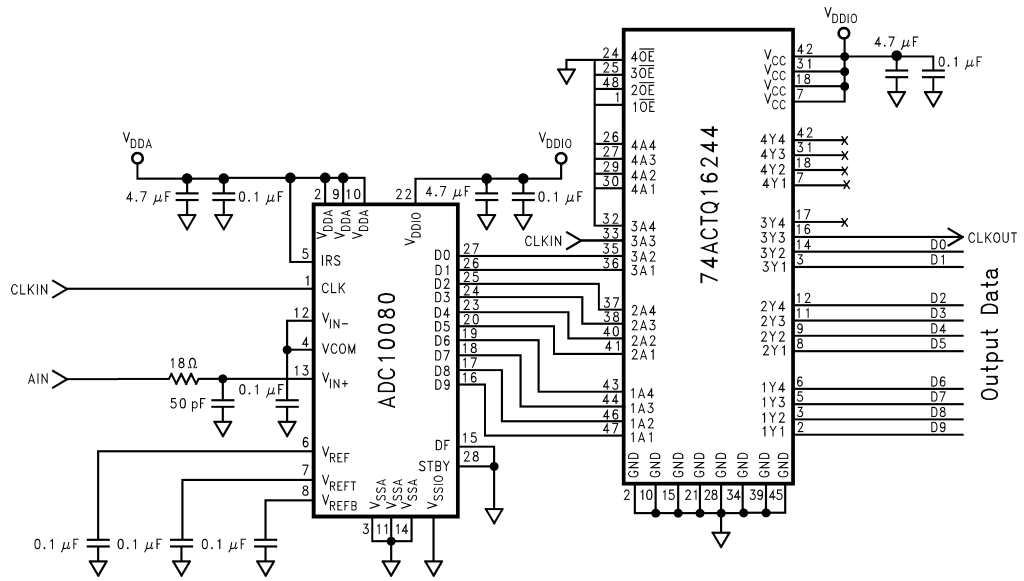 VDDIO
4.7 µF
0.1 µF
24 4OE
25 3OE
48 2OE
1 1OE
VCC 42
VCC 31
VCC 18
VCC 7
26 4A4
27 4A3
29 4A2
30 4A1
4Y4 42
4Y3 31
4Y2 18
4Y1 7
32 3A4
CLKIN 33 3A3
35 3A2
36 3A1
3Y4 17
3Y3 16 CLKOUT
3Y2 14 D0
3Y1 3 D1
37 2A4
38 2A3
40 2A2
41 2A1
2Y4 12 D2
2Y3 11 D3
2Y2 9 D4
2Y1 8 D5
43 1A4
44 1A3
46 1A2
47 1A1
1Y4 6 D6
1Y3 5 D7
1Y2 3 D8
1Y1 2 D9
74ACTQ16244
Output Data
GND GND GND GND GND GND GND GND
2 10 15 21 28 34 39 45
VDDA
4.7 µF
0.1 µF
2 9 10
VDDA VDDA VDDA
22
VDDIO
VDDIO
4.7 µF
0.1 µF
5 IRS
CLKIN 1 CLK
12 VIN-
4 VCOM
AIN 18Ω 13 VIN+
50 pF
0.1 µF
6 VREF
7 VREFT
8 VREFB
0.1 µF
0.1 µF
0.1 µF
ADC10080
D0 27
D1 26
D2 25
D3 24
D4 23
D5 20
D6 19
D7 18
D8 17
D9 16
DF 15
STBY 28
VSSA VSSA VSSA VSSIO
3 11 14